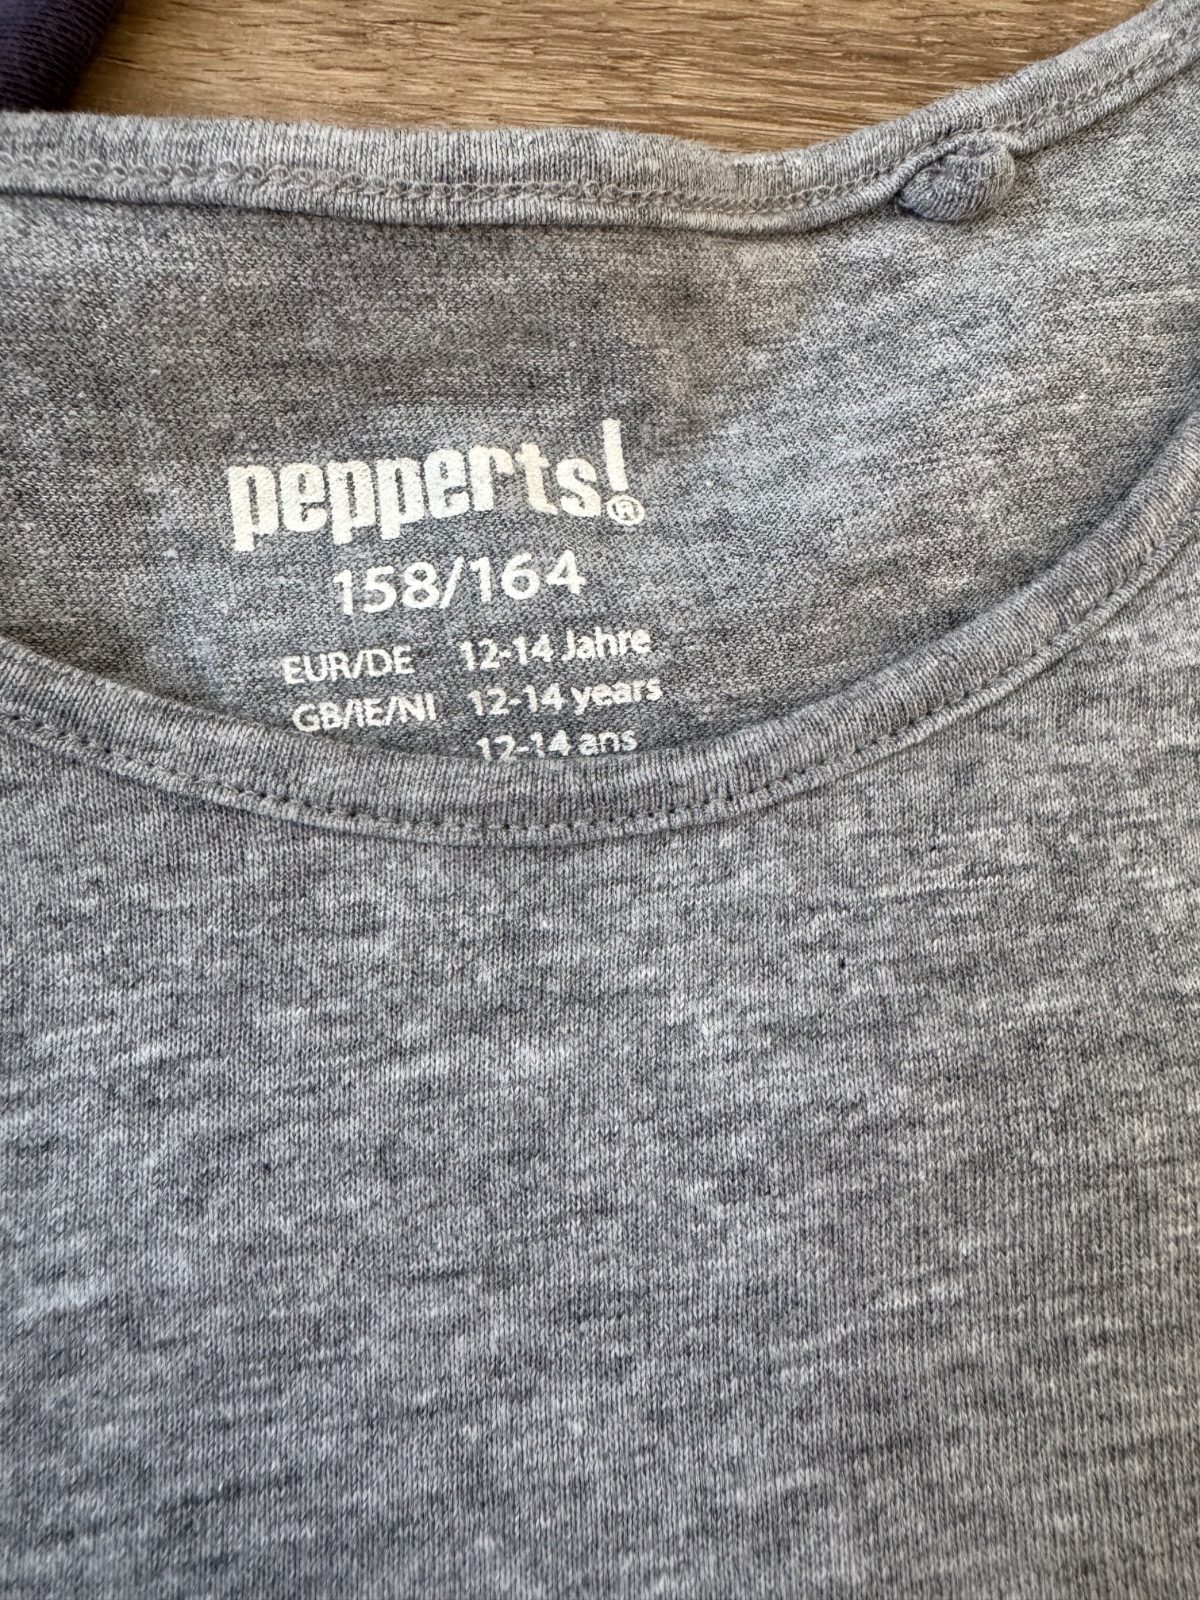 pepperts!®
158/164
EUR/DE 12-14 Jahre
GB/IE/NI 12-14 years
12-14 ans